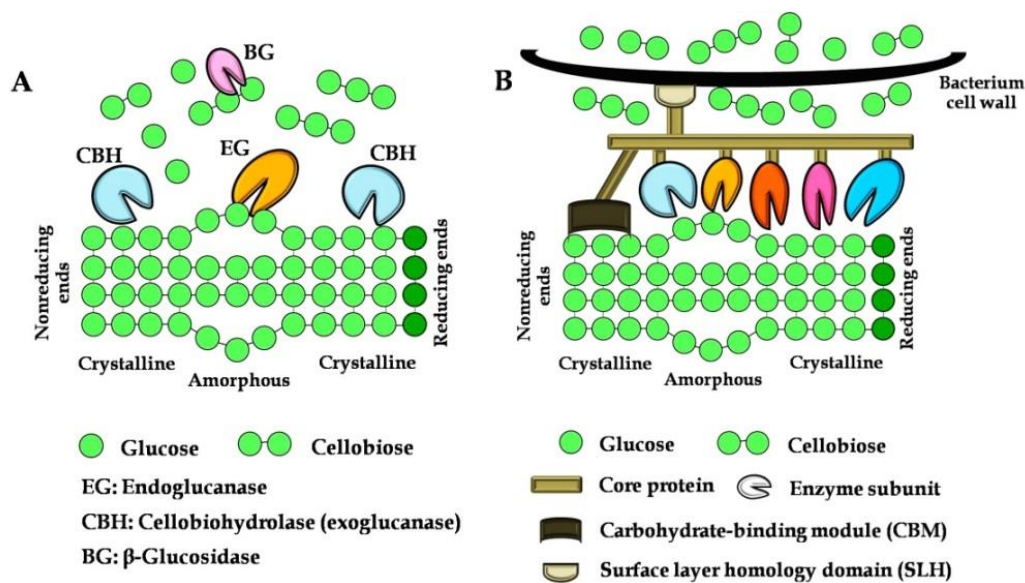 A
BG
CBH
EG
CBH
Nonreducing
ends
Reducing ends
Crystalline
Amorphous
Crystalline
Glucose
Cellobiose
EG: Endoglucanase
CBH: Cellobiohydrolase (exoglucanase)
BG: β-Glucosidase
B
Bacterium
cell wall
Nonreducing
ends
Reducing ends
Crystalline
Amorphous
Crystalline
Glucose
Cellobiose
Core protein
Enzyme subunit
Carbohydrate-binding module (CBM)
Surface layer homology domain (SLH)